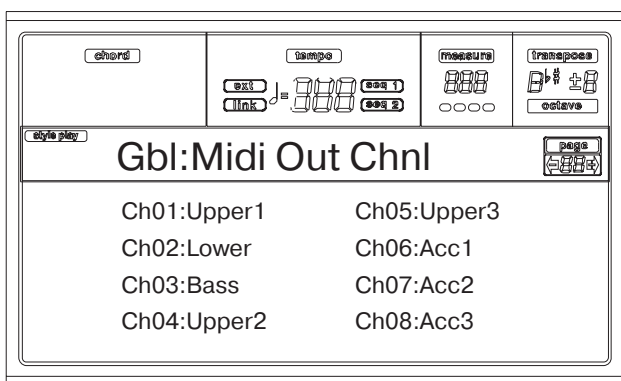 chord
tempo
measure
transpose
ext
seq 1
link
seq 2
octave
style play
Gbl:Midi Out Chnl
page
Ch01:Upper1 Ch05:Upper3
Ch02:Lower Ch06:Acc1
Ch03:Bass Ch07:Acc2
Ch04:Upper2 Ch08:Acc3